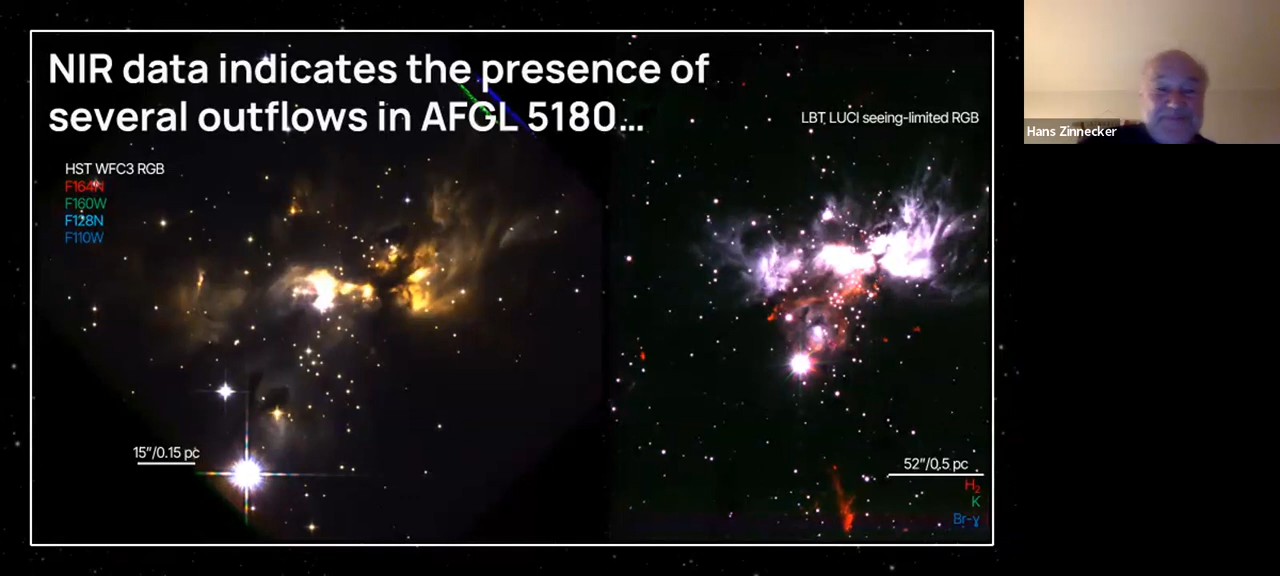 NIR data indicates the presence of
several outflows in AFGL 5180...
LBT, LUCI seeing-limited RGB
HST WFC3 RGB
F164N
F160W
F128N
F110W
15"/0.15 pc
52"/0.5 pc
H₂
K
Br-γ
Hans Zinnecker